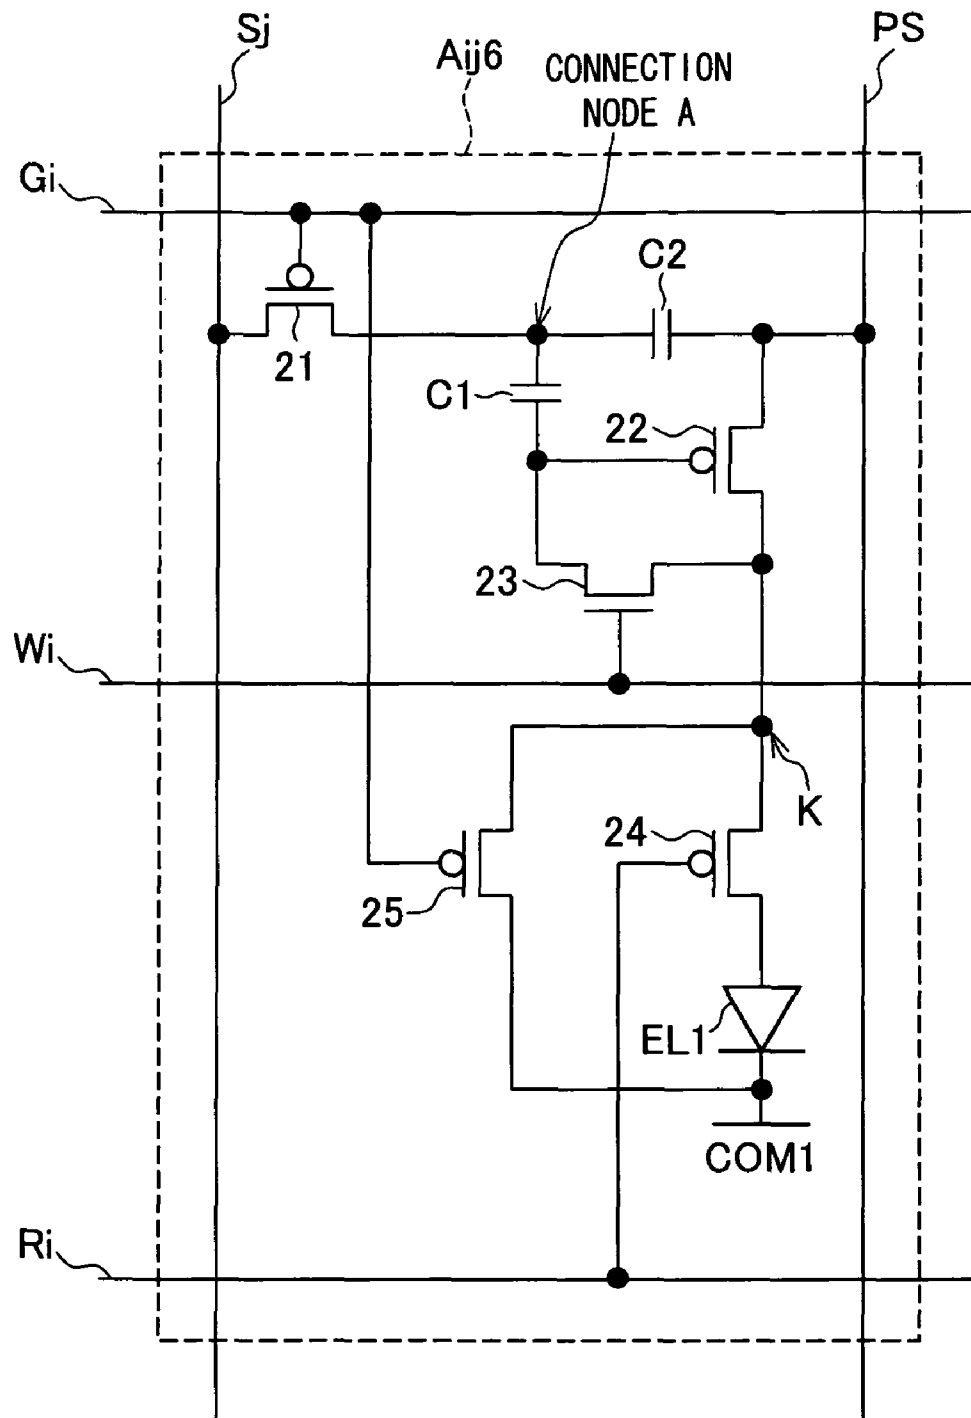 Sj
PS
Aij6
CONNECTION
NODE A
Gi
C2
21
C1
22
23
Wi
K
24
25
EL1
COM1
Ri